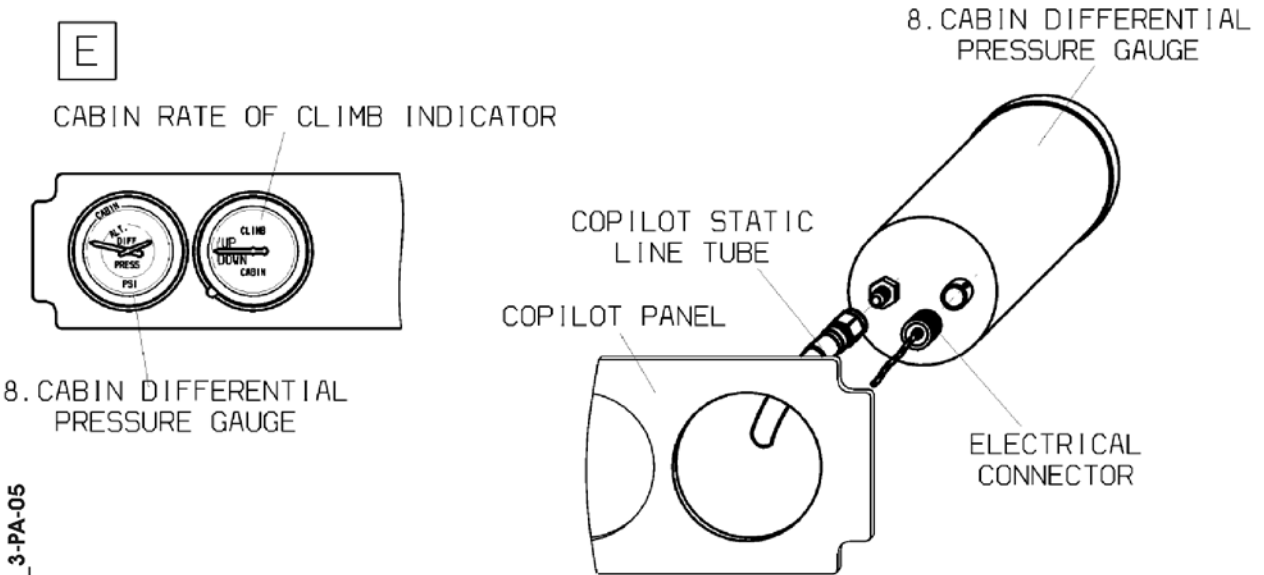 E
CABIN RATE OF CLIMB INDICATOR
CABIN
ALT.
DIFF
PRESS
PSI
CLIMB
UP
DOWN
CABIN
8.CABIN DIFFERENTIAL
PRESSURE GAUGE
8.CABIN DIFFERENTIAL
PRESSURE GAUGE
COPILOT STATIC
LINE TUBE
COPILOT PANEL
ELECTRICAL
CONNECTOR
_3-PA-05